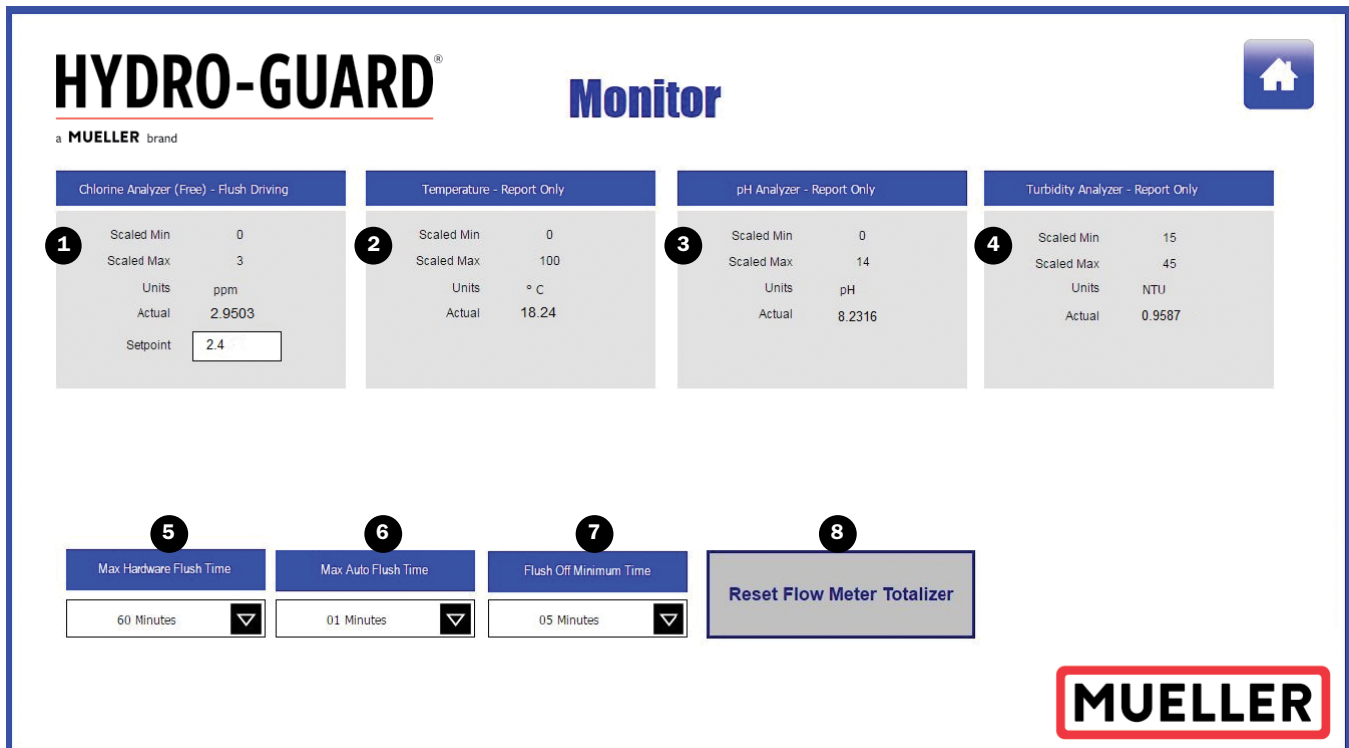 HYDRO-GUARD®
a MUELLER brand
Monitor
Chlorine Analyzer (Free) - Flush Driving
1
Scaled Min 0
Scaled Max 3
Units ppm
Actual 2.9503
Setpoint 2.4
Temperature - Report Only
2
Scaled Min 0
Scaled Max 100
Units ° C
Actual 18.24
pH Analyzer - Report Only
3
Scaled Min 0
Scaled Max 14
Units pH
Actual 8.2316
Turbidity Analyzer - Report Only
4
Scaled Min 15
Scaled Max 45
Units NTU
Actual 0.9587
5
Max Hardware Flush Time
60 Minutes
6
Max Auto Flush Time
01 Minutes
7
Flush Off Minimum Time
05 Minutes
8
Reset Flow Meter Totalizer
MUELLER